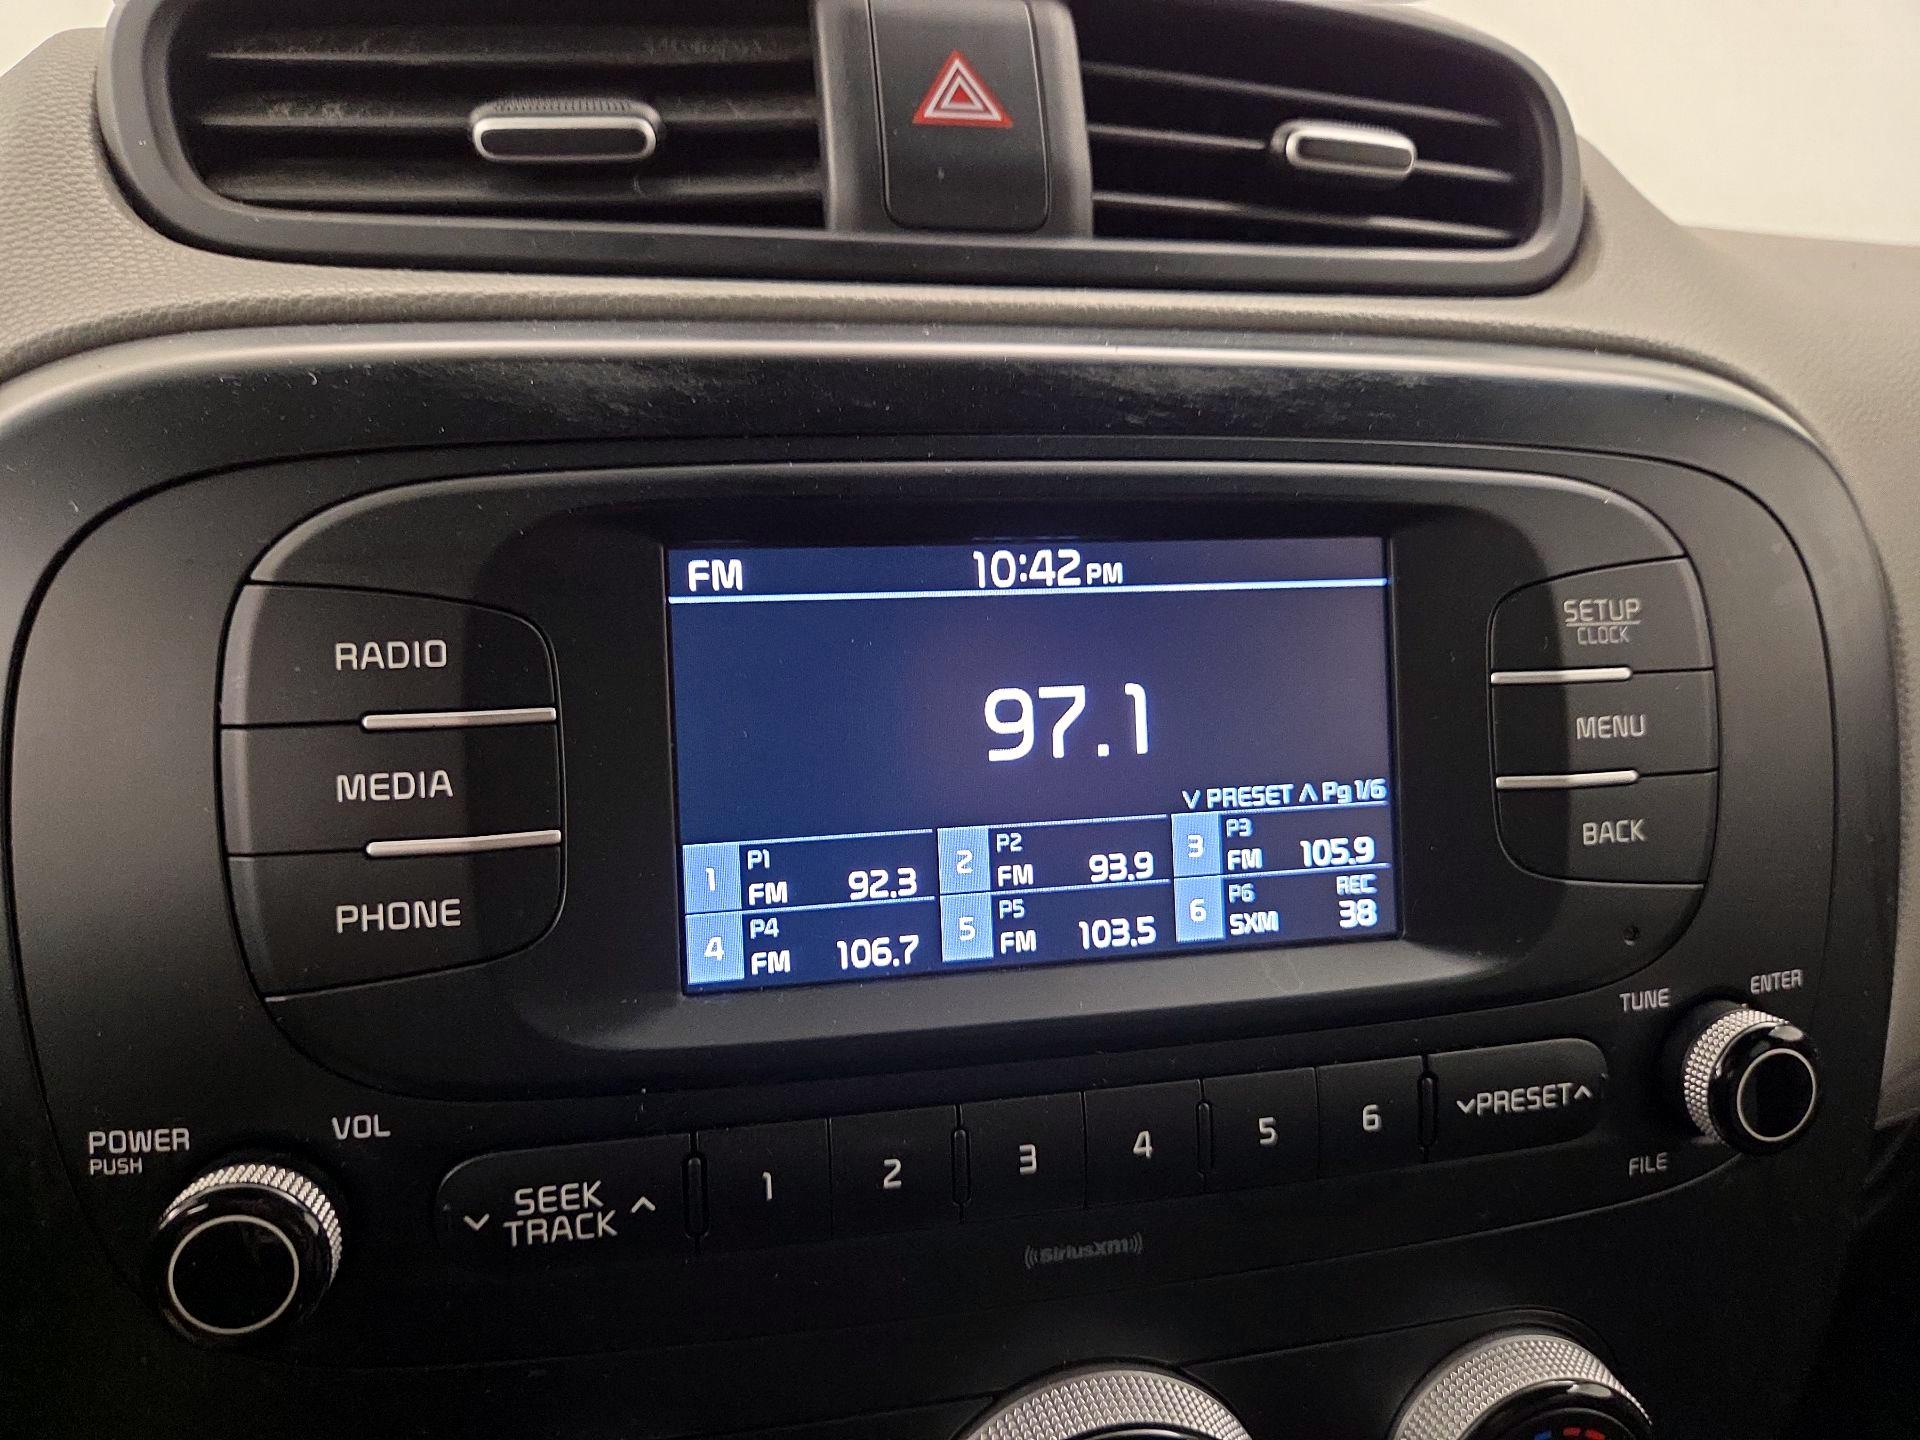 FM 10:42 PM
97.1
∨ PRESET ∧ Pg 1/6
1 P1 FM 92.3
2 P2 FM 93.9
3 P3 FM 105.9
4 P4 FM 106.7
5 P5 FM 103.5
6 P6 SXM REC 38
RADIO
MEDIA
PHONE
SETUP
CLOCK
MENU
BACK
TUNE
ENTER
FILE
POWER
PUSH
VOL
∨ SEEK ∧
TRACK
1 2 3 4 5 6 ∨PRESET∧
((SiriusXM))